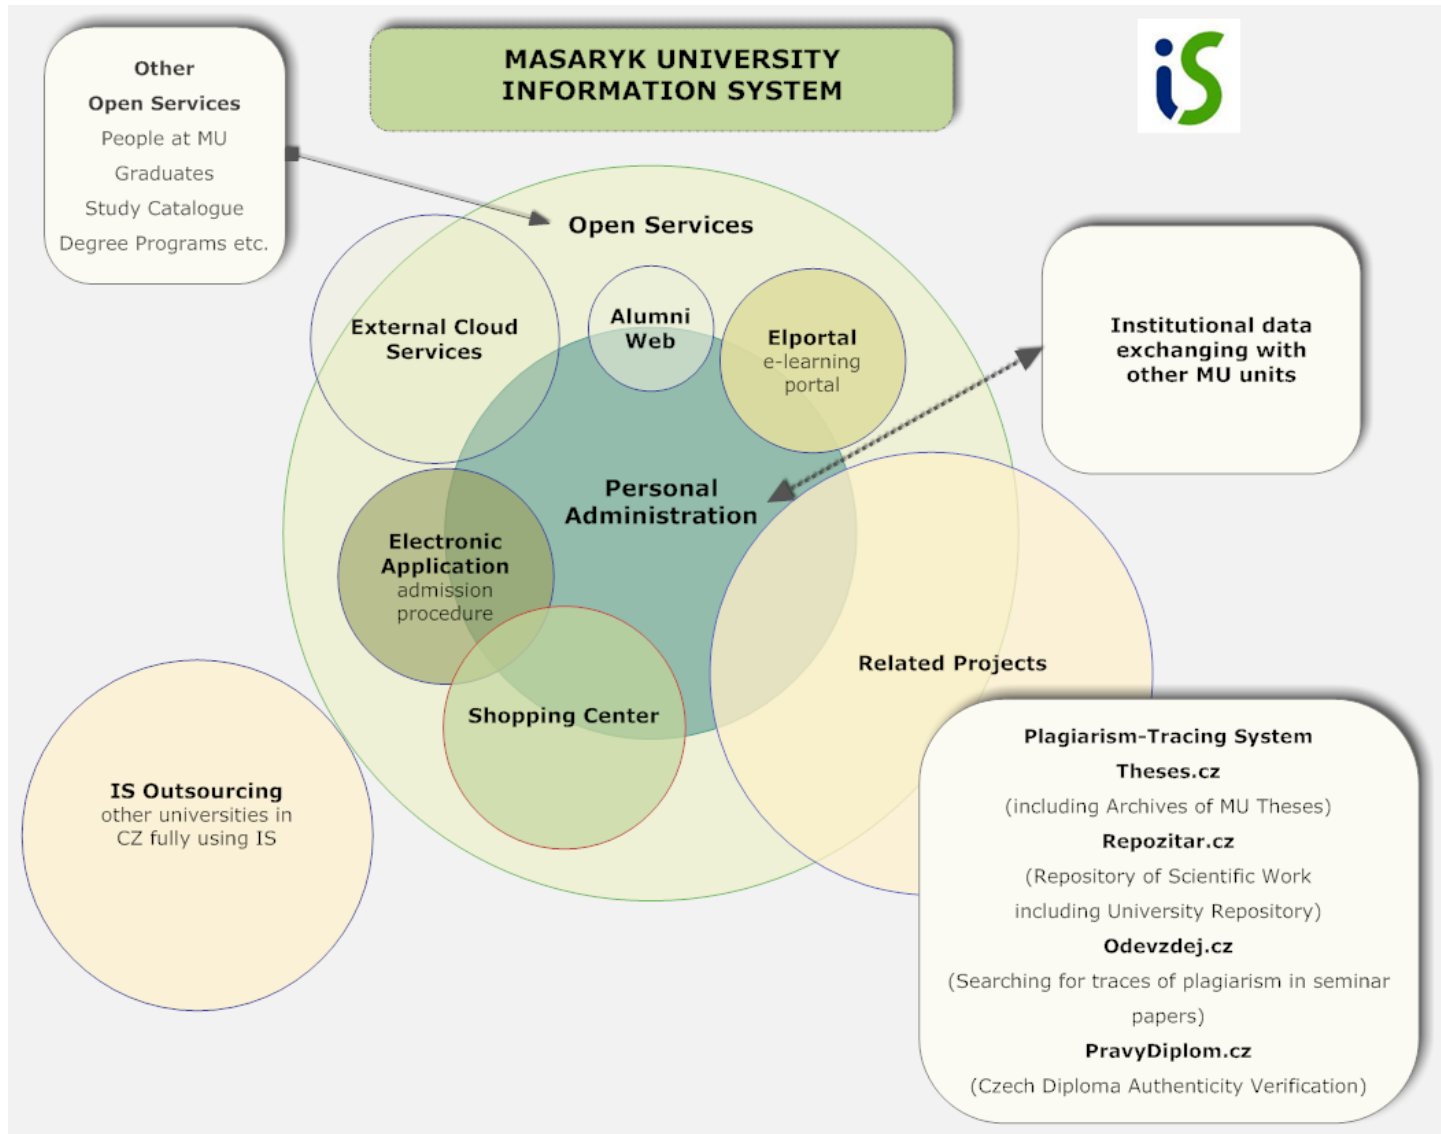 Other
Open Services
People at MU
Graduates
Study Catalogue
Degree Programs etc.
MASARYK UNIVERSITY
INFORMATION SYSTEM
iS
Open Services
External Cloud
Services
Alumni
Web
Elportal
e-learning
portal
Institutional data
exchanging with
other MU units
Personal
Administration
Electronic
Application
admission
procedure
Shopping Center
Related Projects
IS Outsourcing
other universities in
CZ fully using IS
Plagiarism-Tracing System
Theses.cz
(including Archives of MU Theses)
Repozitar.cz
(Repository of Scientific Work
including University Repository)
Odevzdej.cz
(Searching for traces of plagiarism in seminar
papers)
PravyDiplom.cz
(Czech Diploma Authenticity Verification)